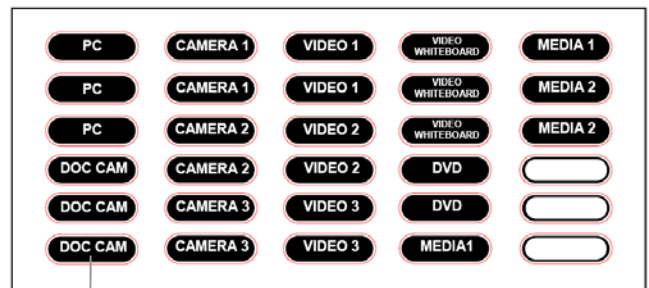 PC CAMERA 1 VIDEO 1 VIDEO WHITEBOARD MEDIA 1
PC CAMERA 1 VIDEO 1 VIDEO WHITEBOARD MEDIA 2
PC CAMERA 2 VIDEO 2 VIDEO WHITEBOARD MEDIA 2
DOC CAM CAMERA 2 VIDEO 2 DVD
DOC CAM CAMERA 3 VIDEO 3 DVD
DOC CAM CAMERA 3 VIDEO 3 MEDIA1